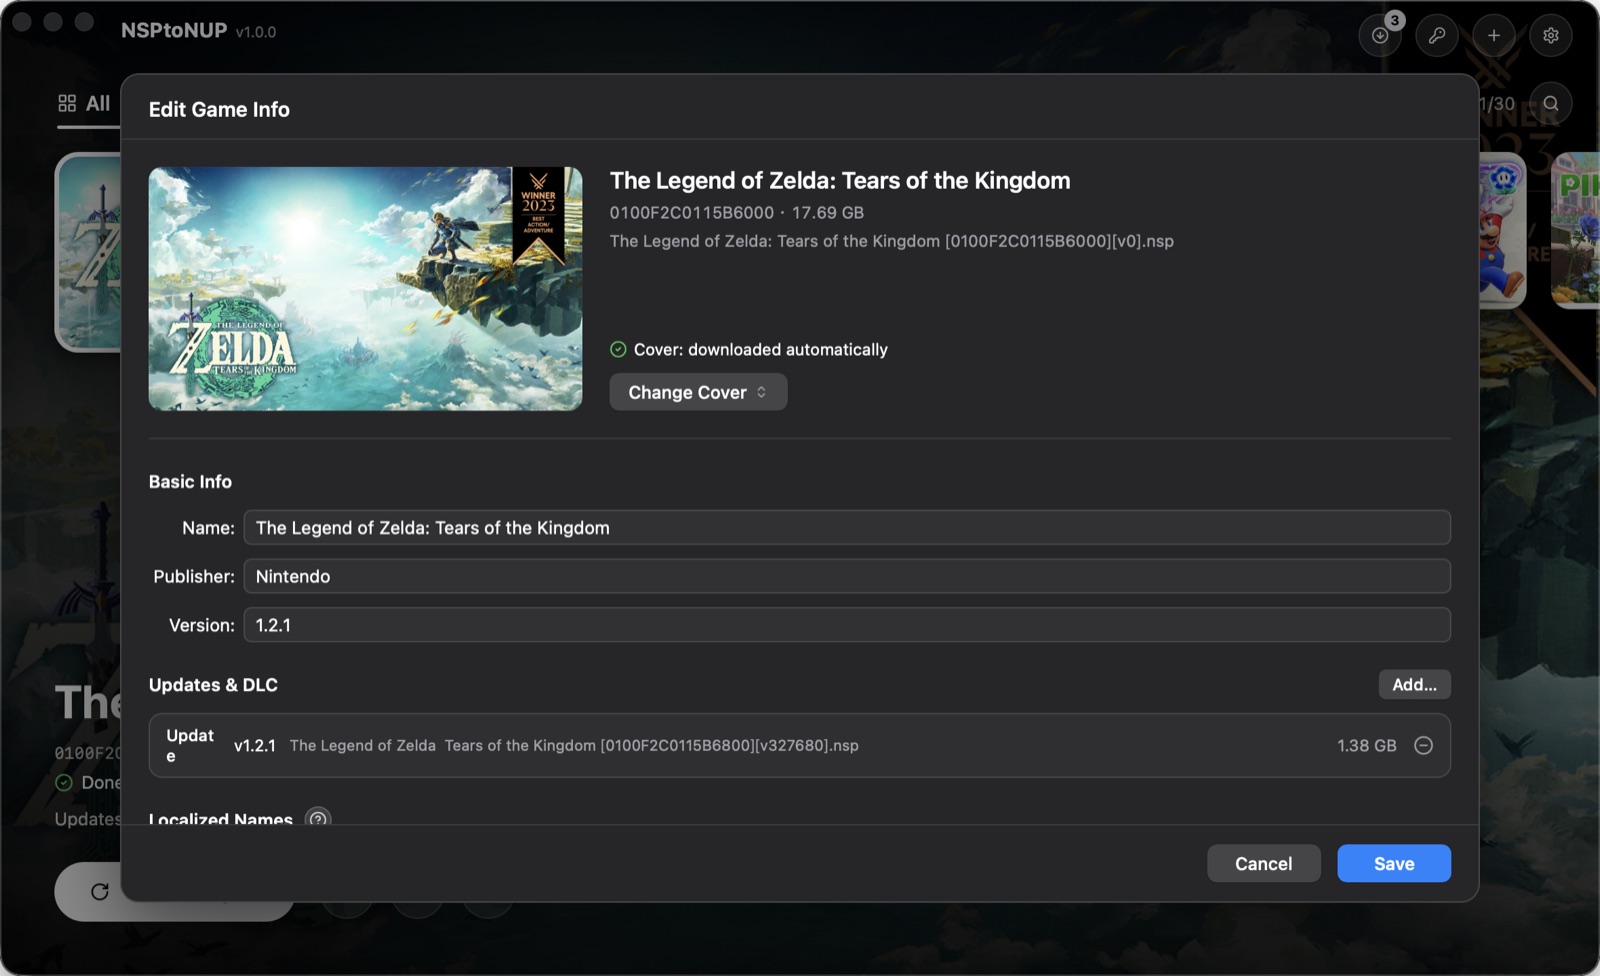 NSPtoNUP v1.0.0
3
All
1/30
Edit Game Info
WINNER
2023
BEST
ACTION/
ADVENTURE
THE LEGEND OF
ZELDA
TEARS OF THE KINGDOM
The Legend of Zelda: Tears of the Kingdom
0100F2C0115B6000 · 17.69 GB
The Legend of Zelda: Tears of the Kingdom [0100F2C0115B6000][v0].nsp
Cover: downloaded automatically
Change Cover
Basic Info
Name: The Legend of Zelda: Tears of the Kingdom
Publisher: Nintendo
Version: 1.2.1
Updates & DLC
Add...
Updat
e
v1.2.1 The Legend of Zelda Tears of the Kingdom [0100F2C0115B6800][v327680].nsp 1.38 GB
Localized Names ?
The
0100F2C
Done
Updates
Cancel
Save